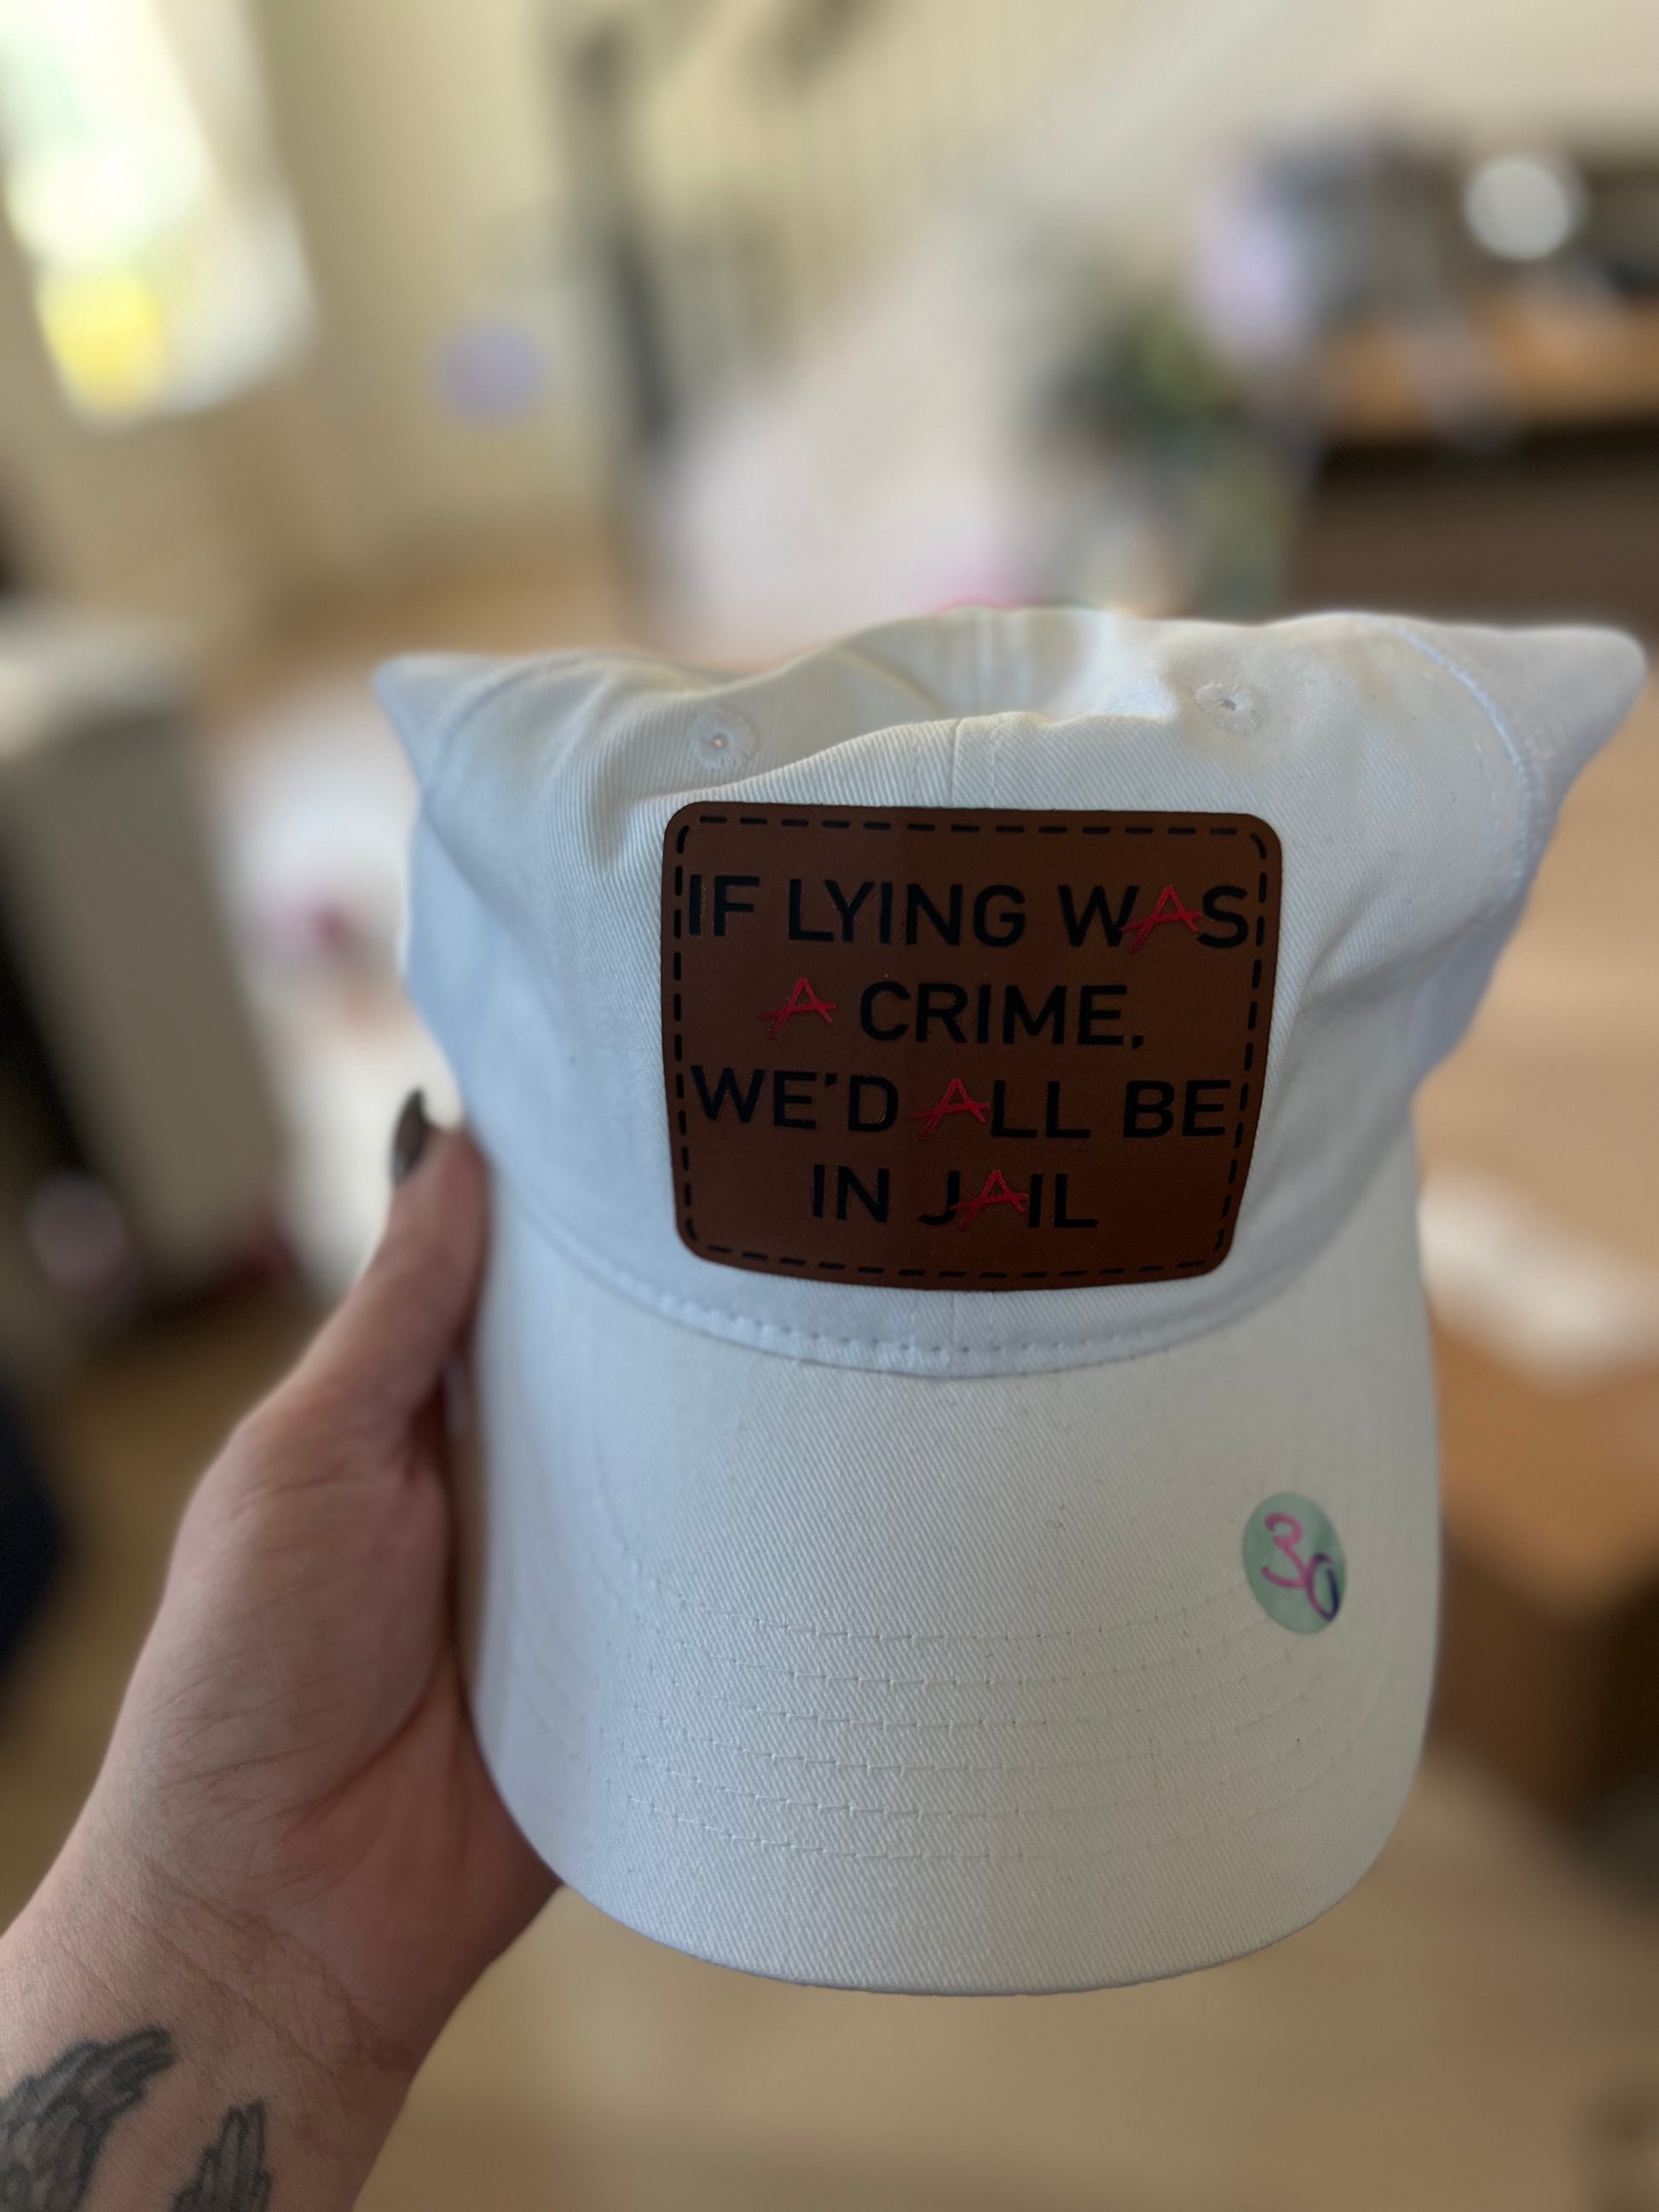 IF LYING WAS
A CRIME,
WE'D ALL BE
IN JAIL
30